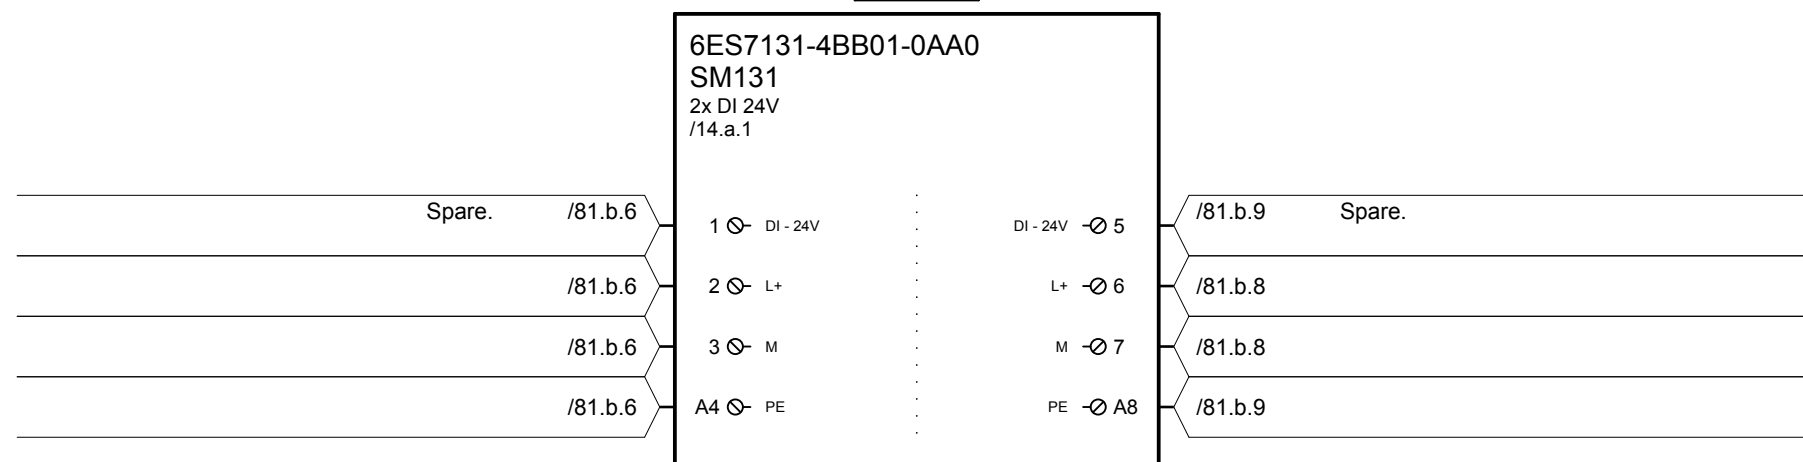 6ES7131-4BB01-0AA0
SM131
2x DI 24V
/14.a.1
Spare. /81.b.6 1 DI - 24V DI - 24V 5 /81.b.9 Spare.
/81.b.6 2 L+ L+ 6 /81.b.8
/81.b.6 3 M M 7 /81.b.8
/81.b.6 A4 PE PE A8 /81.b.9